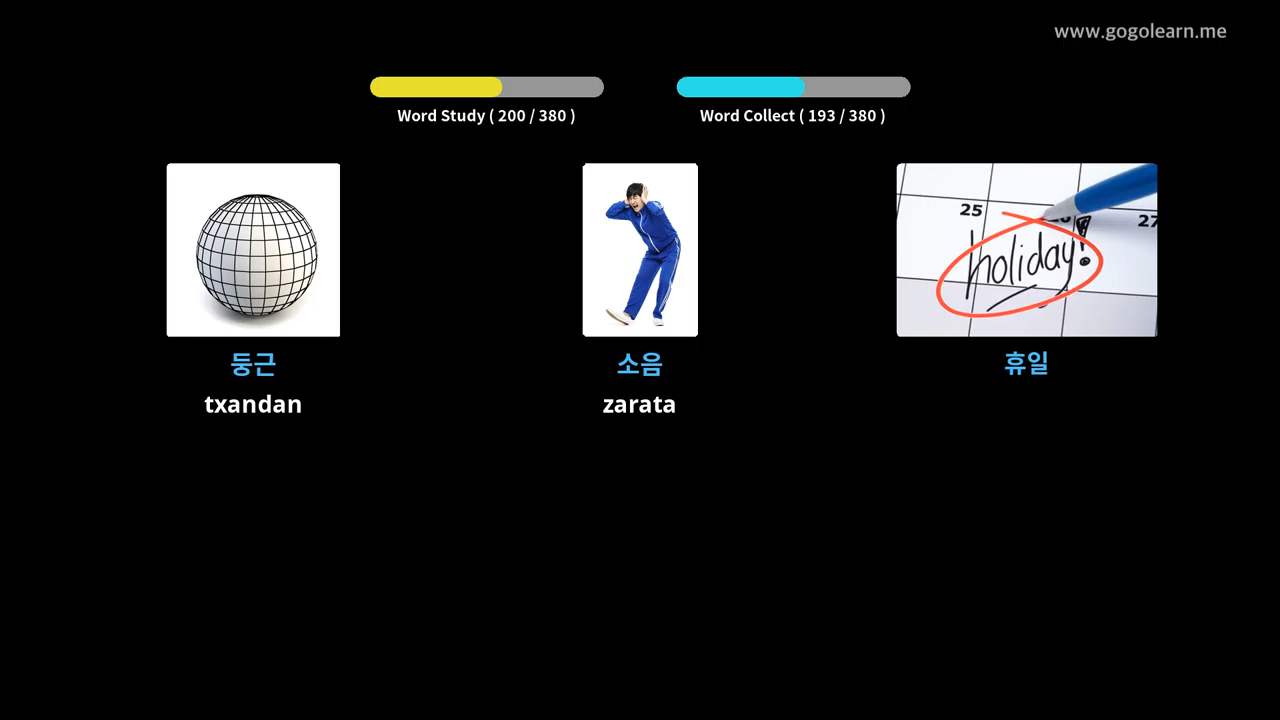 www.gogolearn.me
Word Study ( 200 / 380 )
Word Collect ( 193 / 380 )
25
27
holiday!
둥근
소음
휴일
txandan
zarata